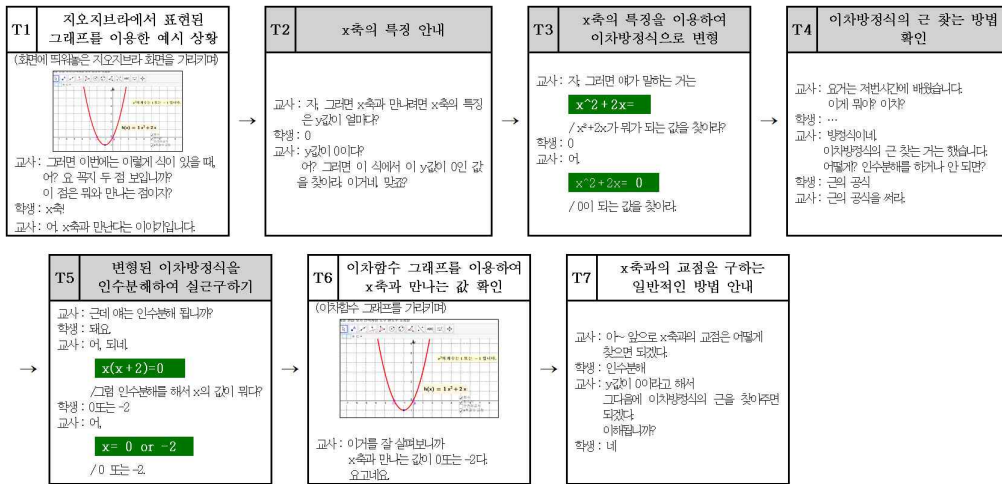 T1
지오지브라에서 표현된
그래프를 이용한 예시 상황
(화면에 띄워놓은 지오지브라 화면을 가리키며)
h(x) = 1x²+2x
교사 : 그러면 이번에는 이렇게 식이 있을 때,
어? 요 꼭지 두 점 보입니까?
이 점은 뭐와 만나는 점이지?
학생 : x축!
교사 : 어. x축과 만난다는 이야기입니다.
T2
x축의 특징 안내
교사 : 자, 그러면 x축과 만나려면 x축의 특징
은 y값이 얼마다?
학생 : 0
교사 : y값이 0이다?
어? 그러면 이 식에서 이 y값이 0인 값
을 찾아라. 이거네, 맞죠?
T3
x축의 특징을 이용하여
이차방정식으로 변형
교사 : 자, 그러면 얘가 말하는 거는
x^2+2x=
/ x²+2x가 뭐가 되는 값을 찾아라?
학생 : 0
교사 : 어.
x^2+2x= 0
/ 0이 되는 값을 찾아라.
T4
이차방정식의 근 찾는 방법
확인
교사 : 요거는 저번시간에 배웠습니다.
이게 뭐야? 이차?
학생 : …
교사 : 방정식이네.
이차방정식의 근 찾는 거는 했습니다.
어떻게? 인수분해를 하거나 안 되면?
학생 : 근의 공식
교사 : 근의 공식을 써라.
T5
변형된 이차방정식을
인수분해하여 실근구하기
교사 : 근데 얘는 인수분해 됩니까?
학생 : 돼요.
교사 : 어, 되네.
x(x+2)=0
/그럼 인수분해를 해서 x의 값이 뭐다?
학생 : 0또는 -2
교사 : 어,
x= 0 or -2
/ 0 또는 -2.
T6
이차함수 그래프를 이용하여
x축과 만나는 값 확인
(이차함수 그래프를 가리키며)
h(x) = 1x²+2x
교사 : 이거를 잘 살펴보니까
x축과 만나는 값이 0또는 -2다.
요고네요.
T7
x축과의 교점을 구하는
일반적인 방법 안내
교사 : 아~ 앞으로 x축과의 교점은 어떻게
찾으면 되겠다.
학생 : 인수분해
교사 : y값이 0이라고 해서
그다음에 이차방정식의 근을 찾아주면
되겠다.
이해됩니까?
학생 : 네